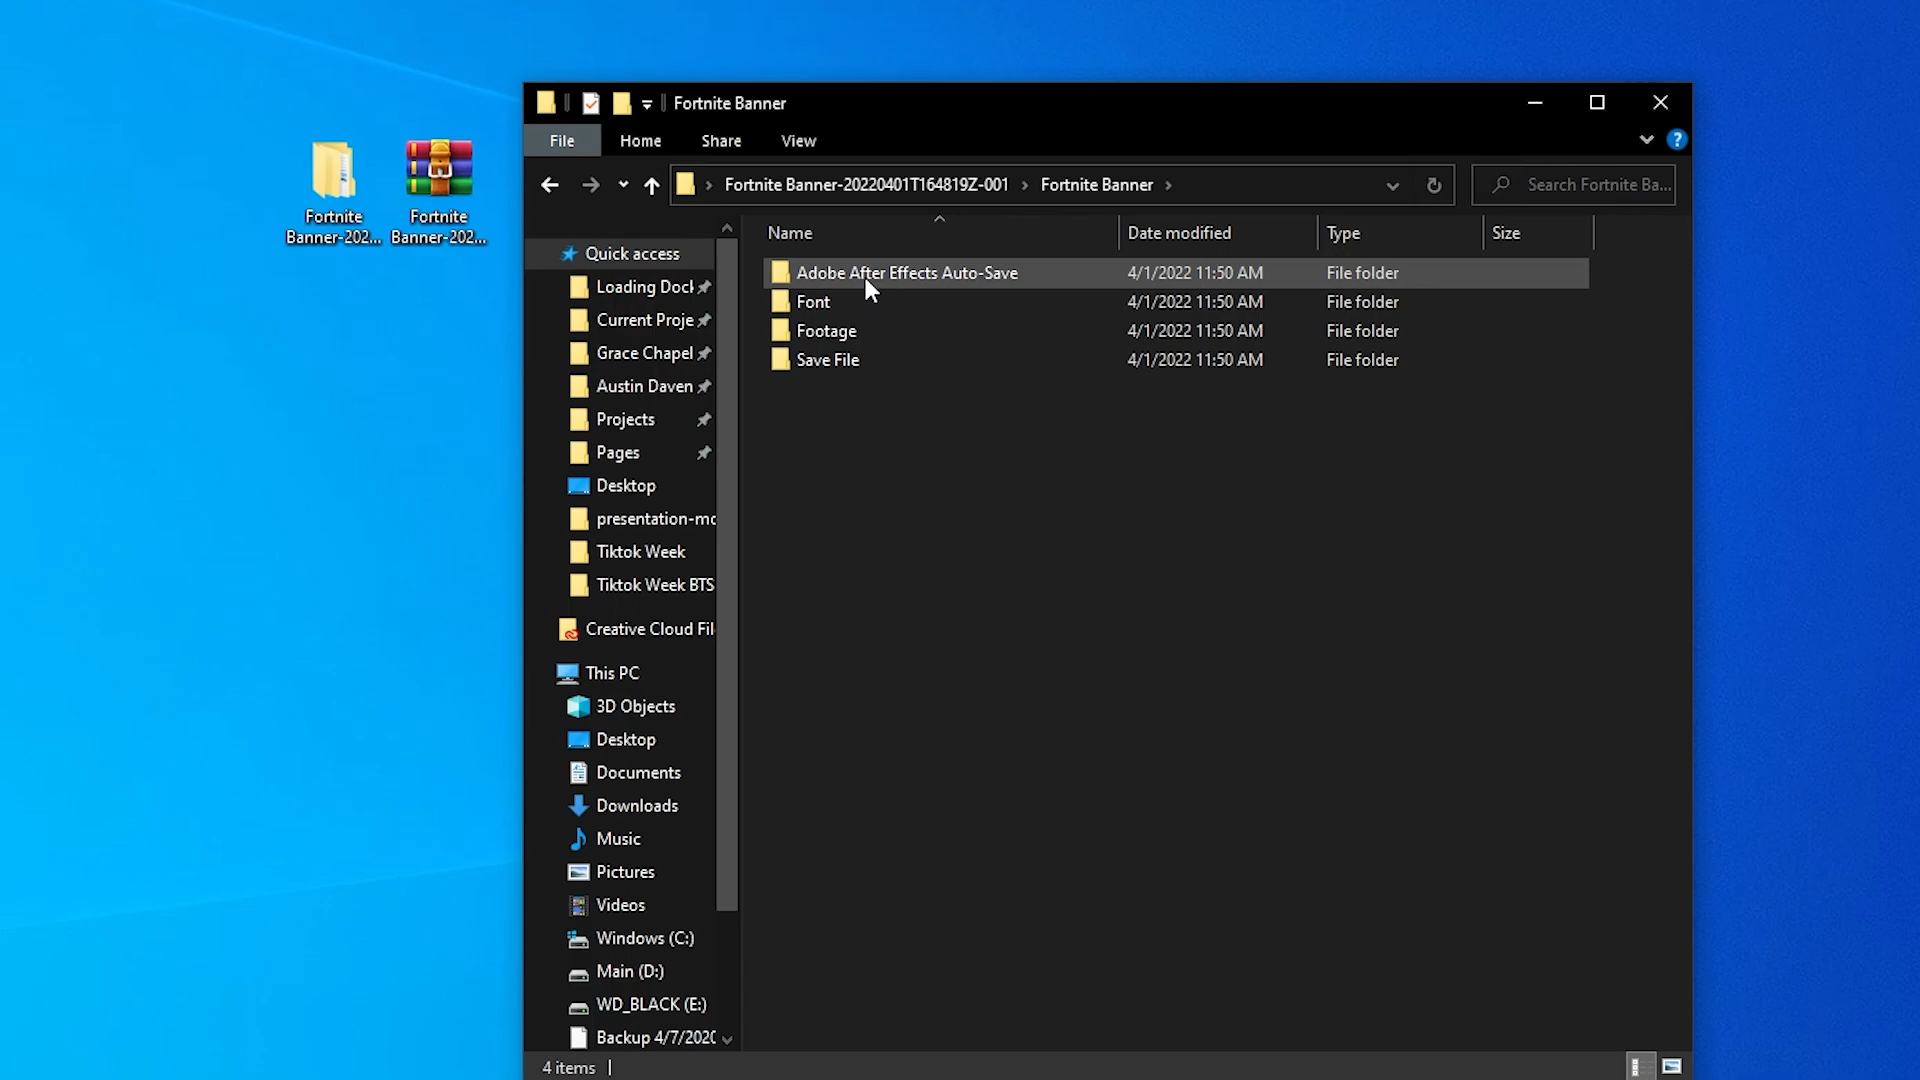 Fortnite
Banner-202...
Fortnite
Banner-202...
Fortnite Banner
File Home Share View
?
Fortnite Banner-20220401T164819Z-001 > Fortnite Banner >
Search Fortnite Ba...
Name Date modified Type Size
Adobe After Effects Auto-Save 4/1/2022 11:50 AM File folder
Font 4/1/2022 11:50 AM File folder
Footage 4/1/2022 11:50 AM File folder
Save File 4/1/2022 11:50 AM File folder
Quick access
Loading Dock
Current Proje
Grace Chapel
Austin Daven
Projects
Pages
Desktop
presentation-mo
Tiktok Week
Tiktok Week BTS
Creative Cloud Fil
This PC
3D Objects
Desktop
Documents
Downloads
Music
Pictures
Videos
Windows (C:)
Main (D:)
WD_BLACK (E:)
Backup 4/7/2020
4 items